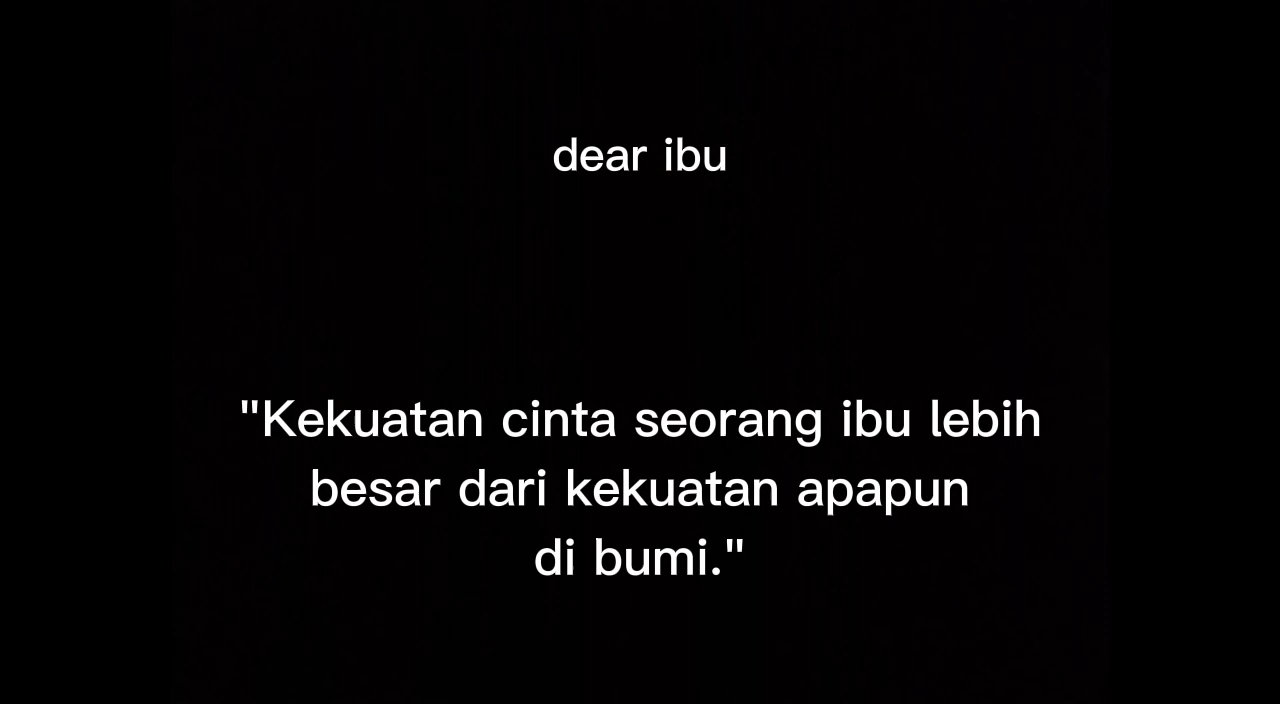 dear ibu
"Kekuatan cinta seorang ibu lebih
besar dari kekuatan apapun
di bumi."